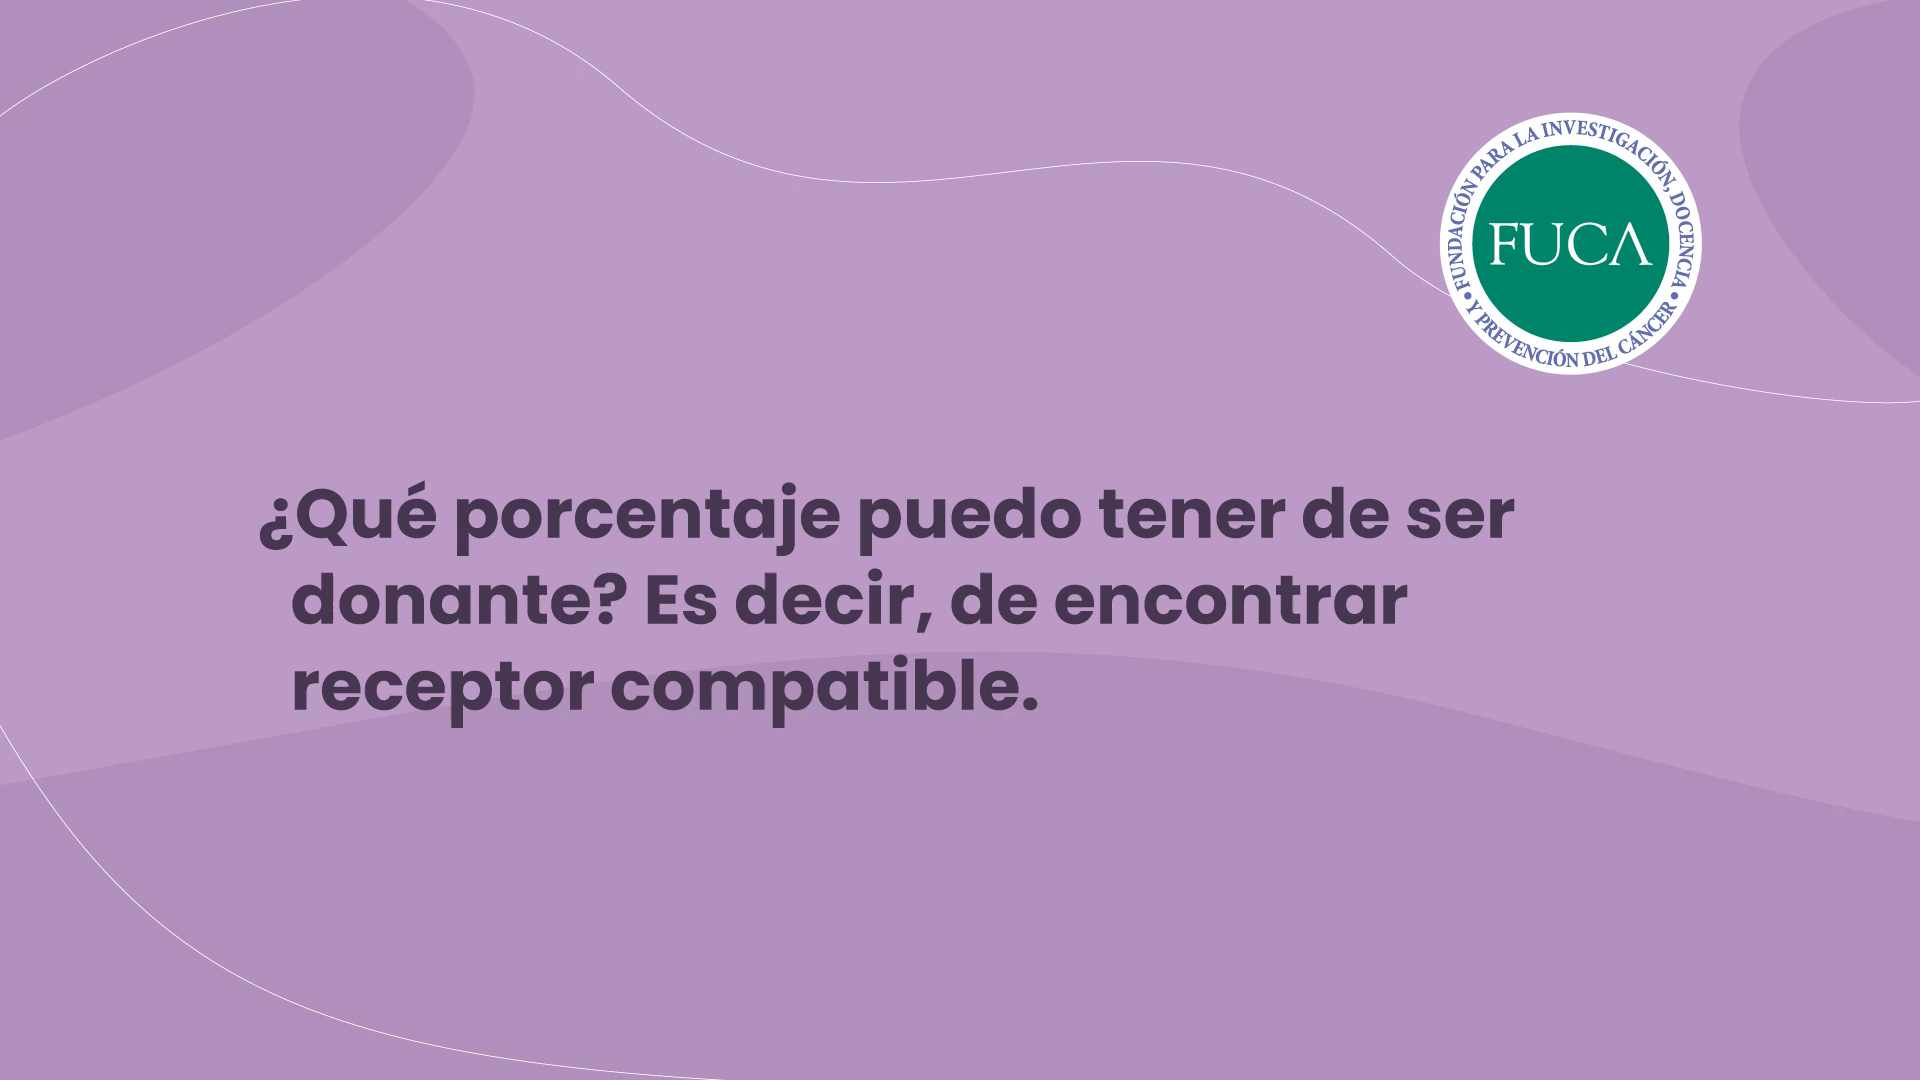 FUNDACIÓN PARA LA INVESTIGACIÓN, DOCENCIA
FUCA
• Y PREVENCIÓN DEL CÁNCER •
¿Qué porcentaje puedo tener de ser
donante? Es decir, de encontrar
receptor compatible.